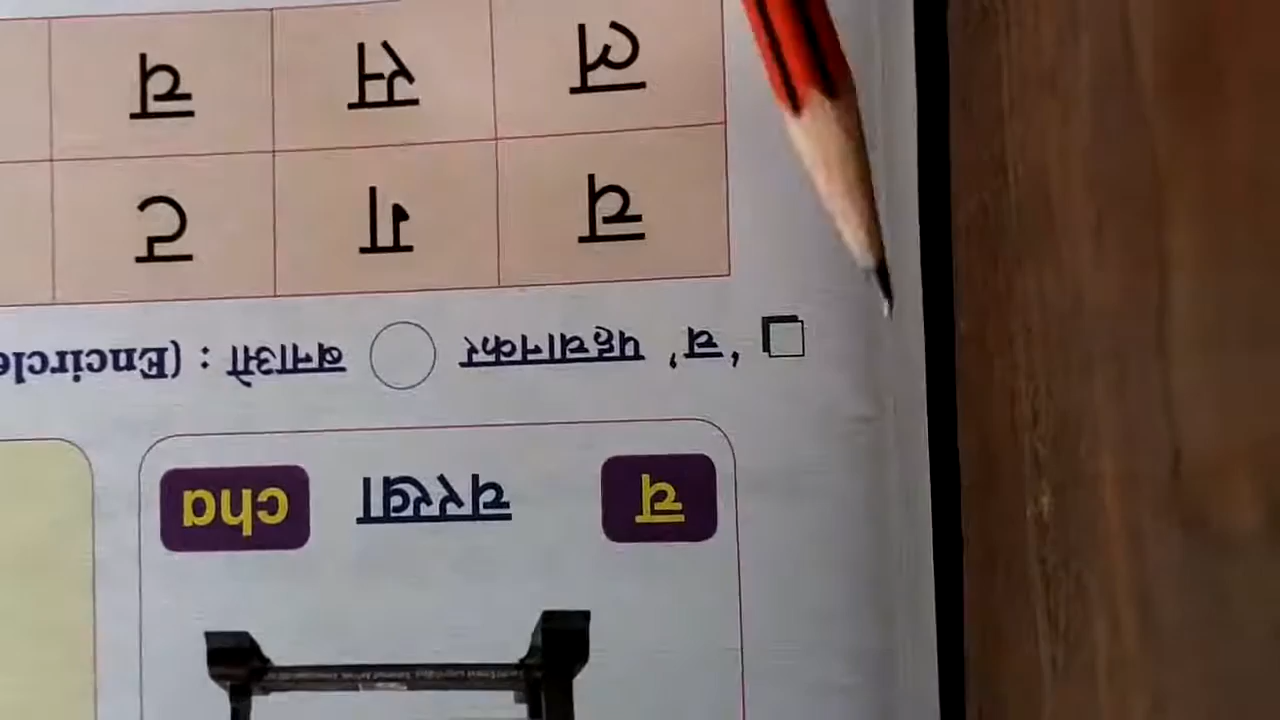 च चरखा cha
'च' पहचानकर बनाओ : (Encircle
च ग ट
ल स च